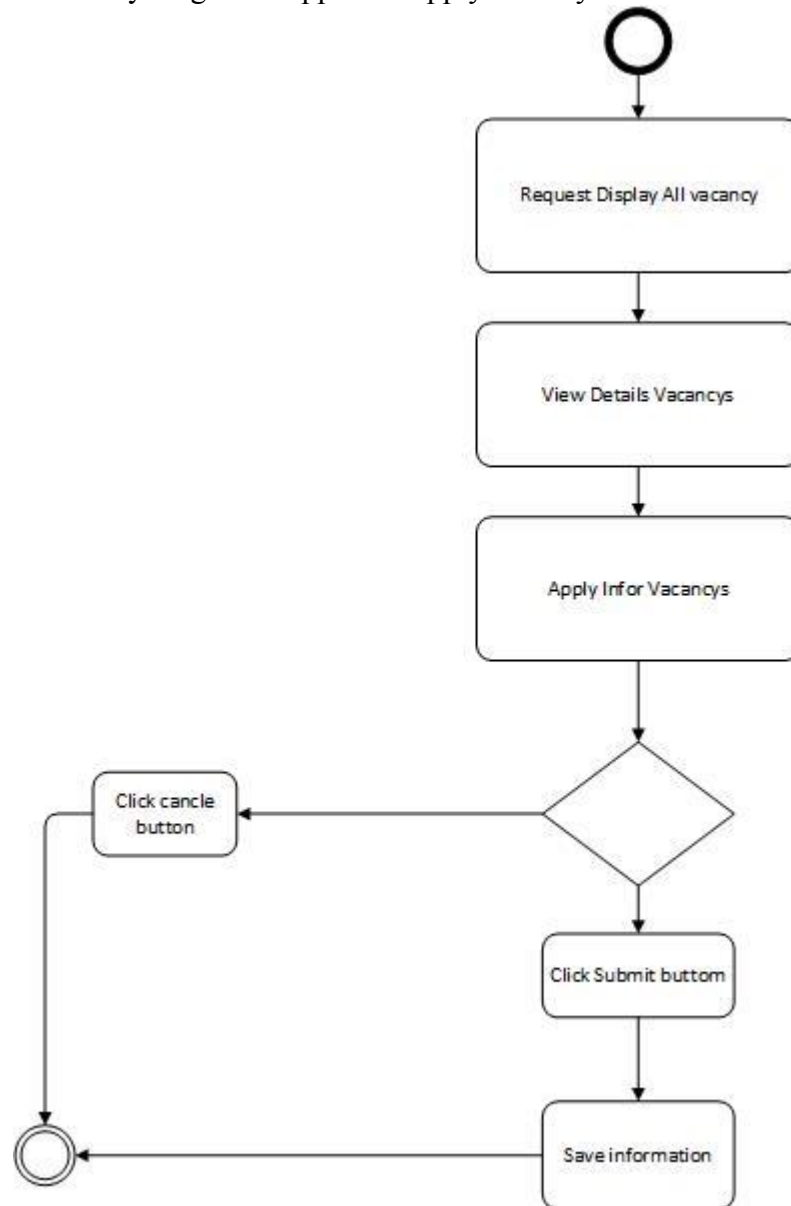 Request Display All vacancy
View Details Vacancys
Apply Infor Vacancys
Click cancle
button
Click Submit buttom
Save information